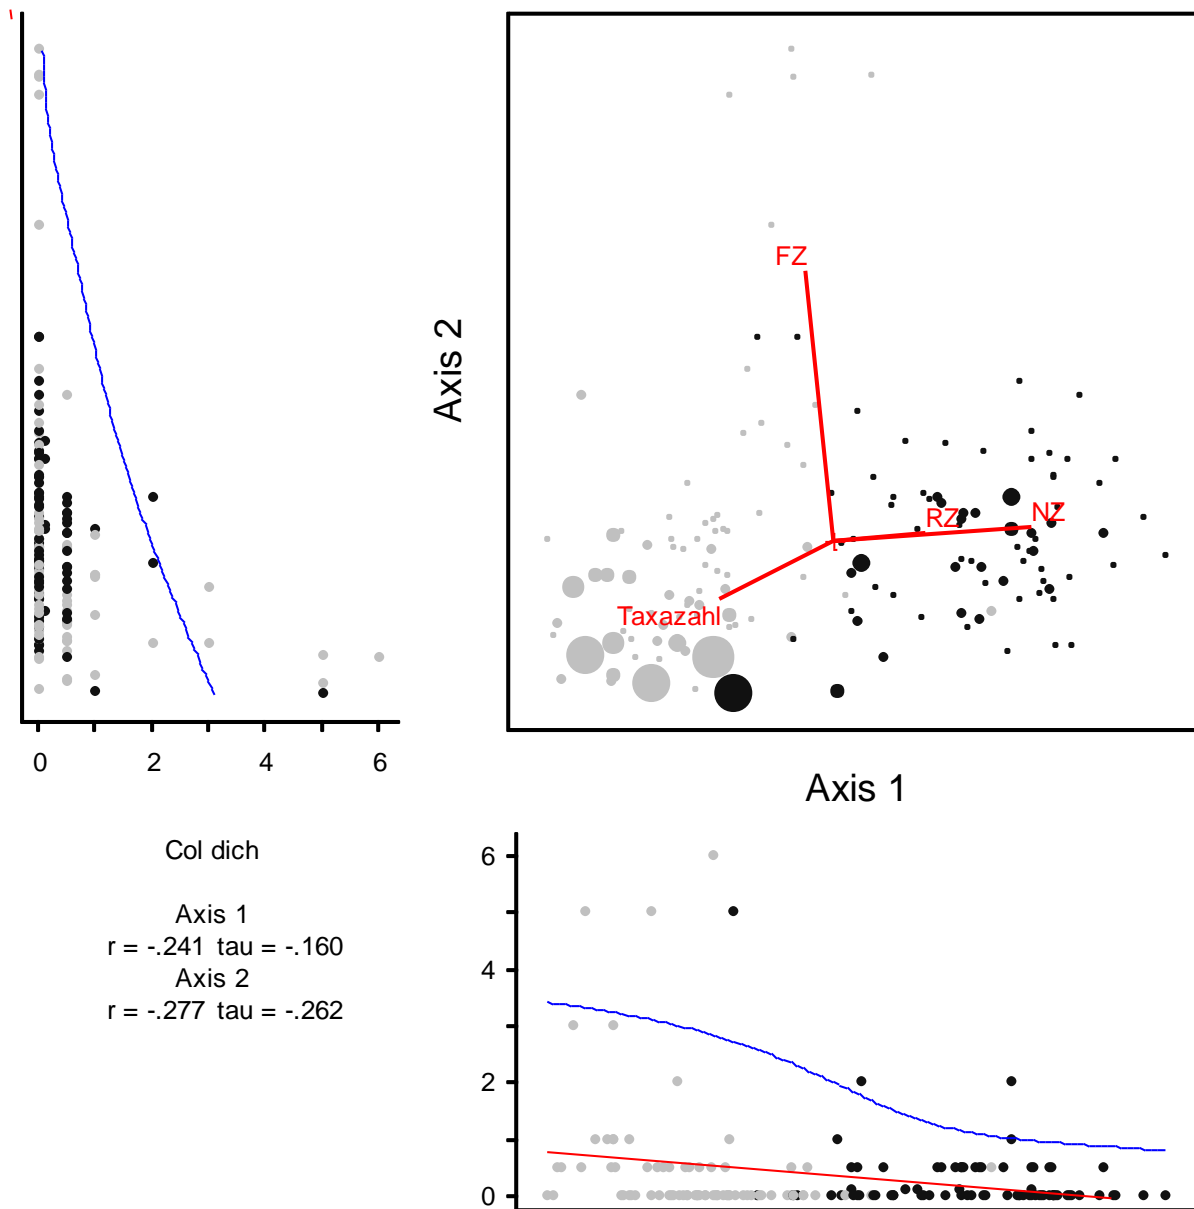 FZ
Axis 2
RZ
NZ
Taxazahl
0
2
4
6
Axis 1
Col dich
Axis 1
r = -.241 tau = -.160
Axis 2
r = -.277 tau = -.262
6
4
2
0